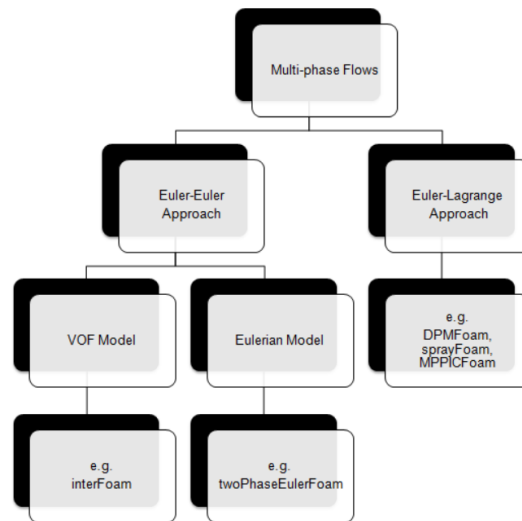 Multi-phase Flows
Euler-Euler
Approach
Euler-Lagrange
Approach
VOF Model
Eulerian Model
e.g.
DPMFoam,
sprayFoam,
MPPICFoam
e.g.
interFoam
e.g.
twoPhaseEulerFoam